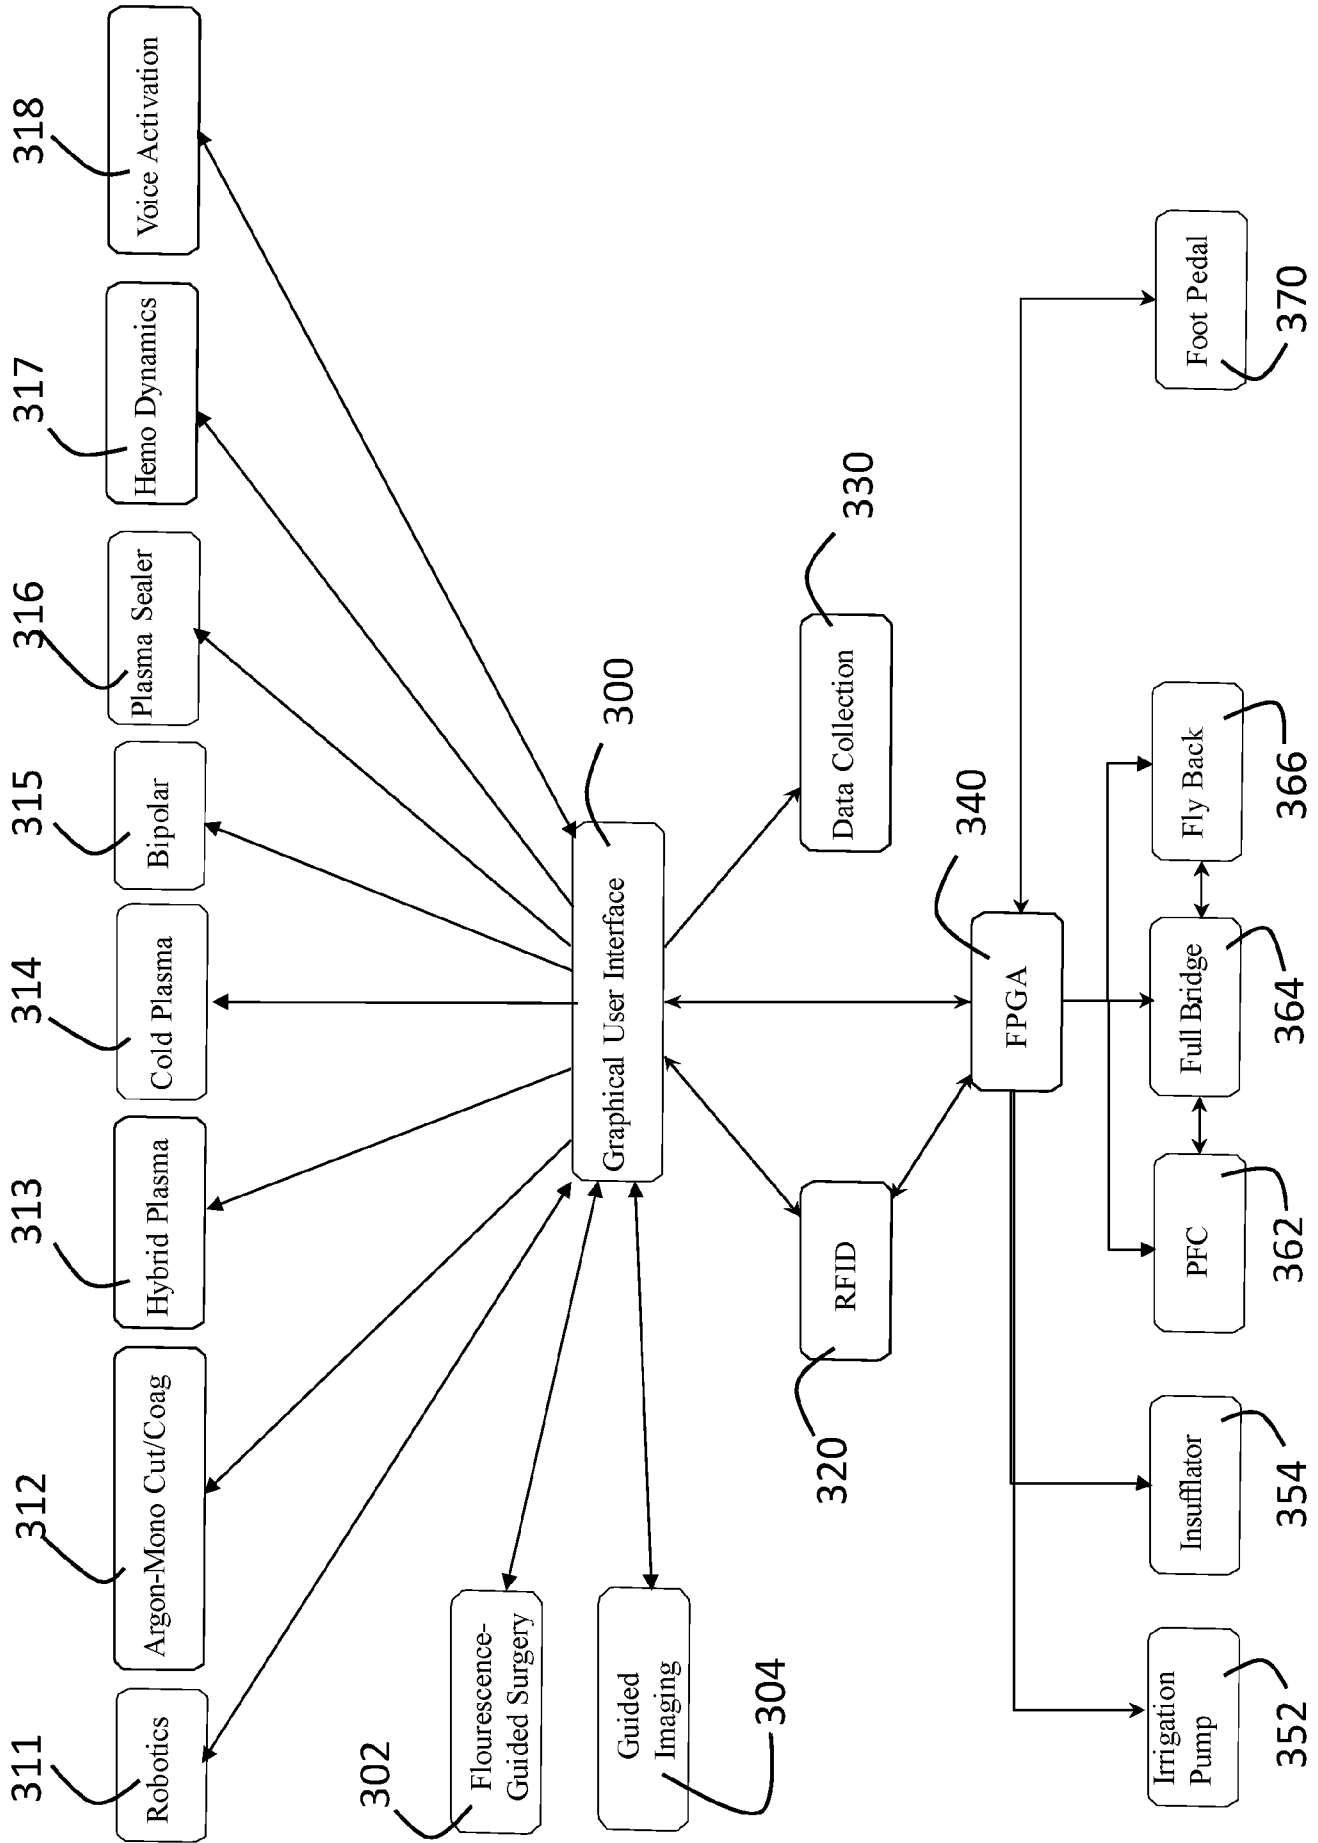 311
312
313
314
315
316
317
318
Robotics
Argon-Mono Cut/Coag
Hybrid Plasma
Cold Plasma
Bipolar
Plasma Sealer
Hemo Dynamics
Voice Activation
302
Flourescence-
Guided Surgery
300
Graphical User Interface
Guided
Imaging
304
320
RFID
Data Collection
330
340
FPGA
Irrigation
Pump
Insufflator
PFC
Full Bridge
Fly Back
Foot Pedal
352
354
362
364
366
370